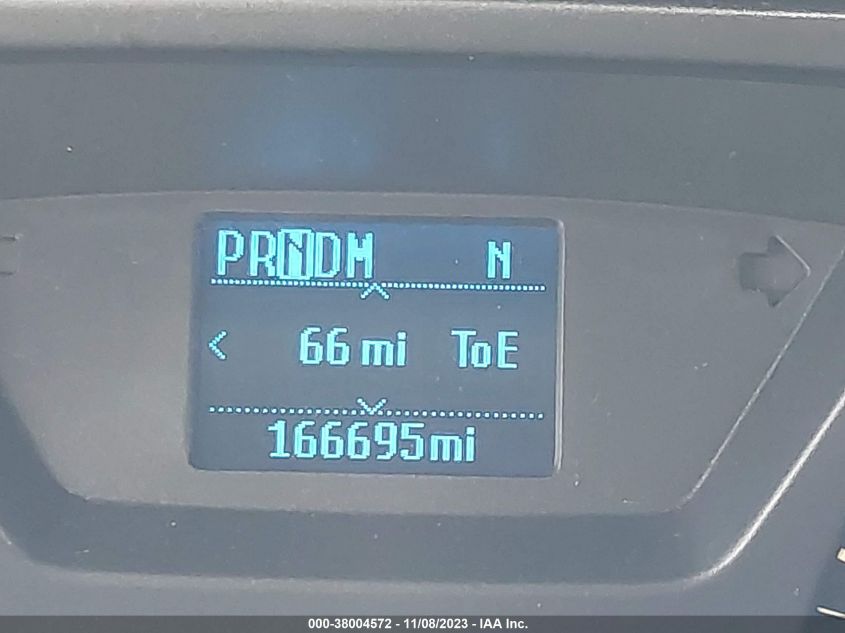 PRNDM N
66 mi ToE
166695mi
000-38004572 - 11/08/2023 - IAA Inc.